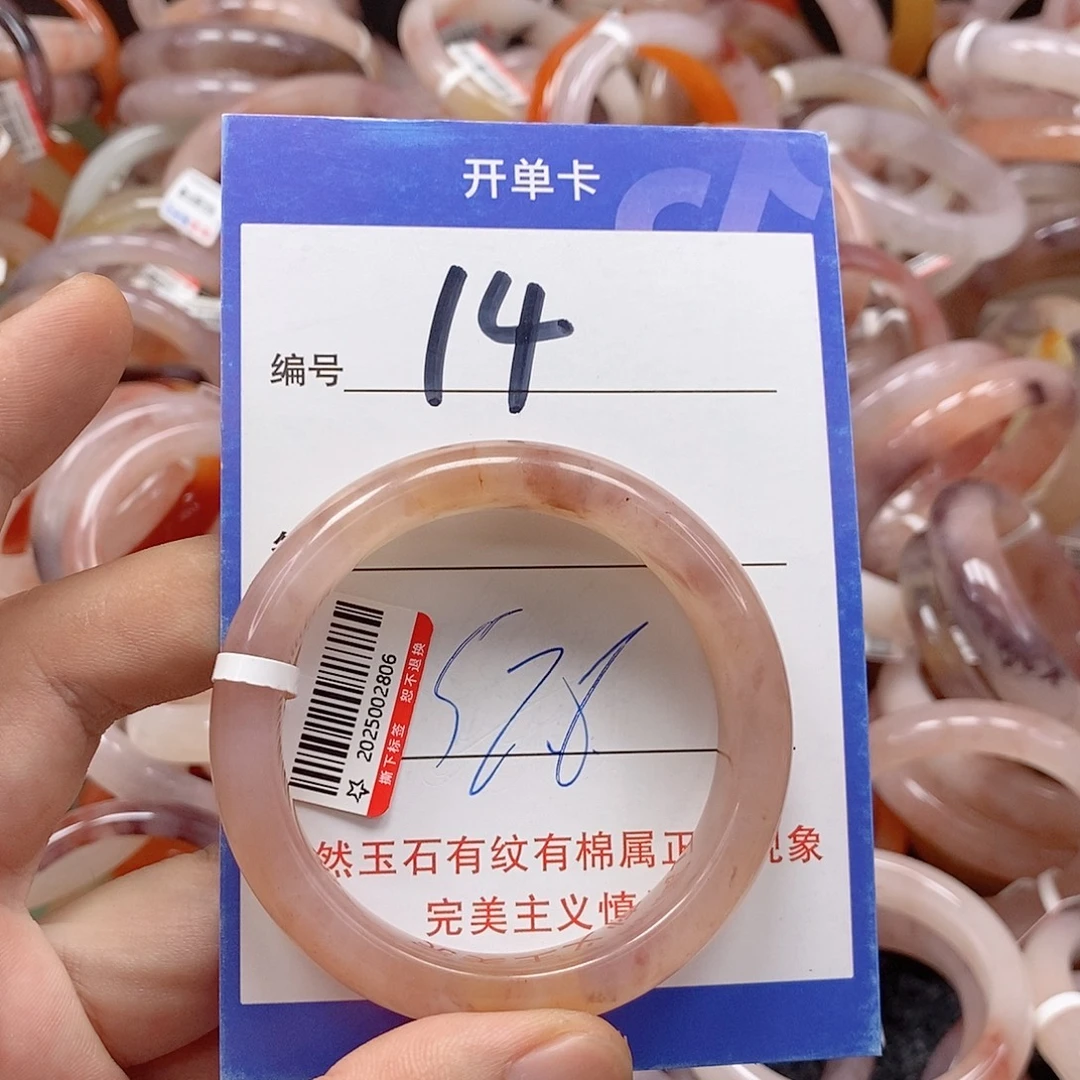 开单卡
编号 14
528
2025002806
撕下标签 恕不退换
然玉石有纹有棉属正 现象
完美主义慎